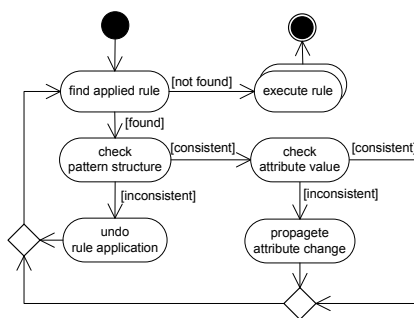 find applied rule
[not found]
execute rule
[found]
check
pattern structure
[consistent]
check
attribute value
[consistent]
[inconsistent]
[inconsistent]
undo
rule application
propagete
attribute change